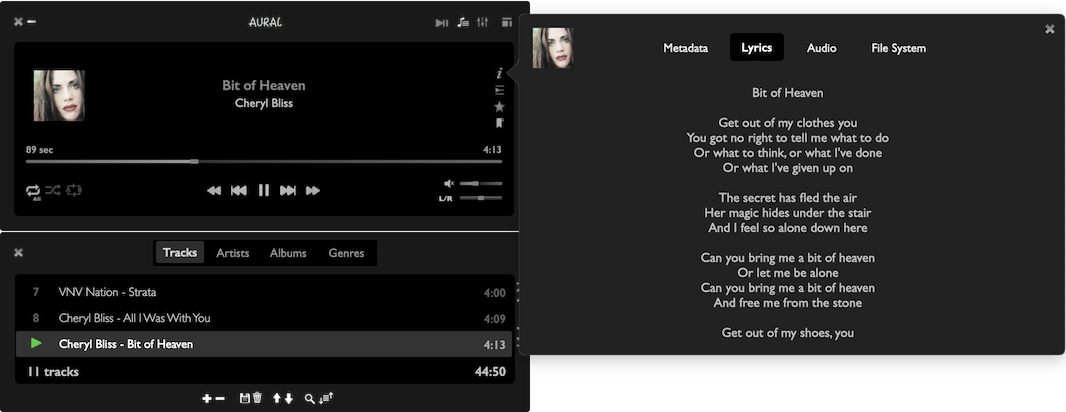 AURAL
Bit of Heaven
Cheryl Bliss
89 sec
4:13
All
L/R
Tracks
Artists
Albums
Genres
7 VNV Nation - Strata 4:00
8 Cheryl Bliss - All I Was With You 4:09
Cheryl Bliss - Bit of Heaven 4:13
11 tracks 44:50
Metadata
Lyrics
Audio
File System
Bit of Heaven
Get out of my clothes you
You got no right to tell me what to do
Or what to think, or what I've done
Or what I've given up on
The secret has fled the air
Her magic hides under the stair
And I feel so alone down here
Can you bring me a bit of heaven
Or let me be alone
Can you bring me a bit of heaven
And free me from the stone
Get out of my shoes, you